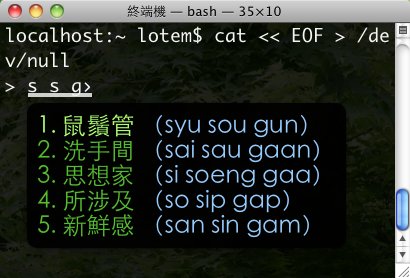 終端機 — bash — 35×10
localhost:~ lotem$ cat << EOF > /de
v/null
> s s g›
1. 鼠鬚管 (syu sou gun)
2. 洗手間 (sai sau gaan)
3. 思想家 (si soeng gaa)
4. 所涉及 (so sip gap)
5. 新鮮感 (san sin gam)